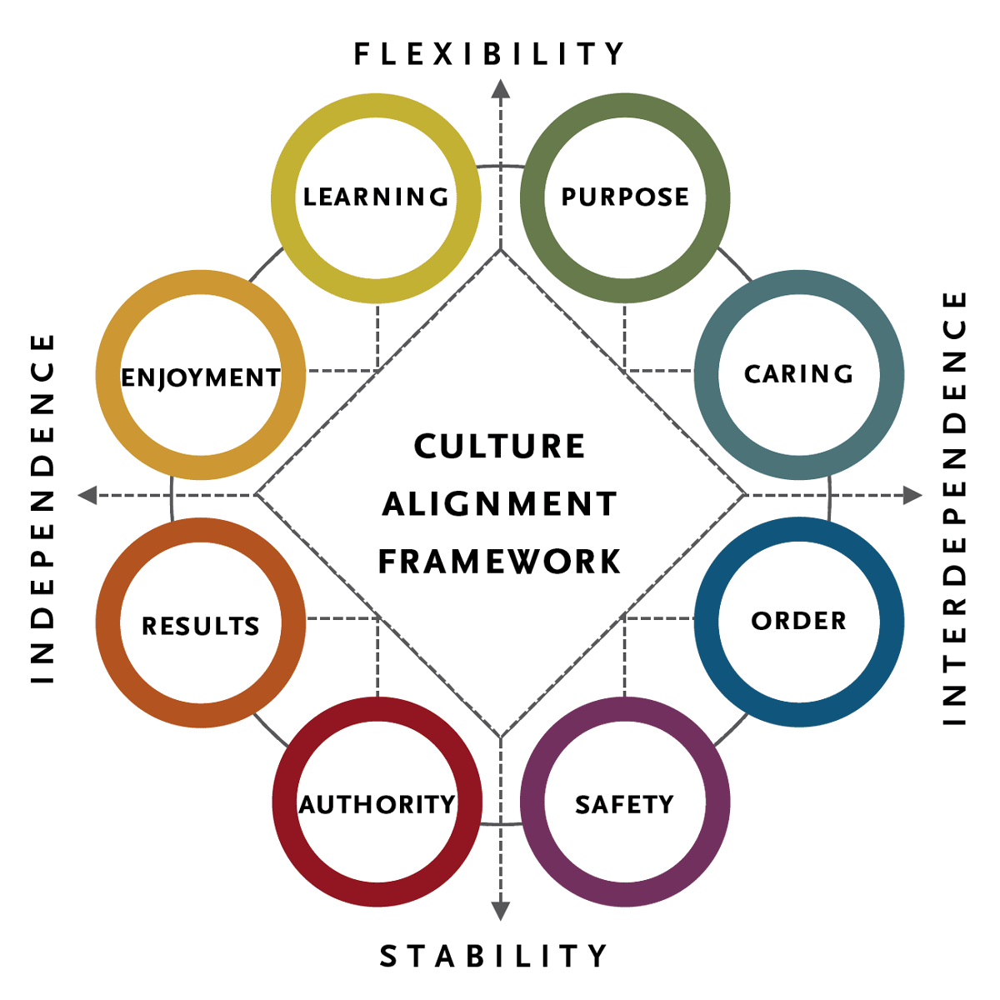 FLEXIBILITY
LEARNING
PURPOSE
ENJOYMENT
CARING
INDEPENDENCE
INTERDEPENDENCE
CULTURE
ALIGNMENT
FRAMEWORK
RESULTS
ORDER
AUTHORITY
SAFETY
STABILITY